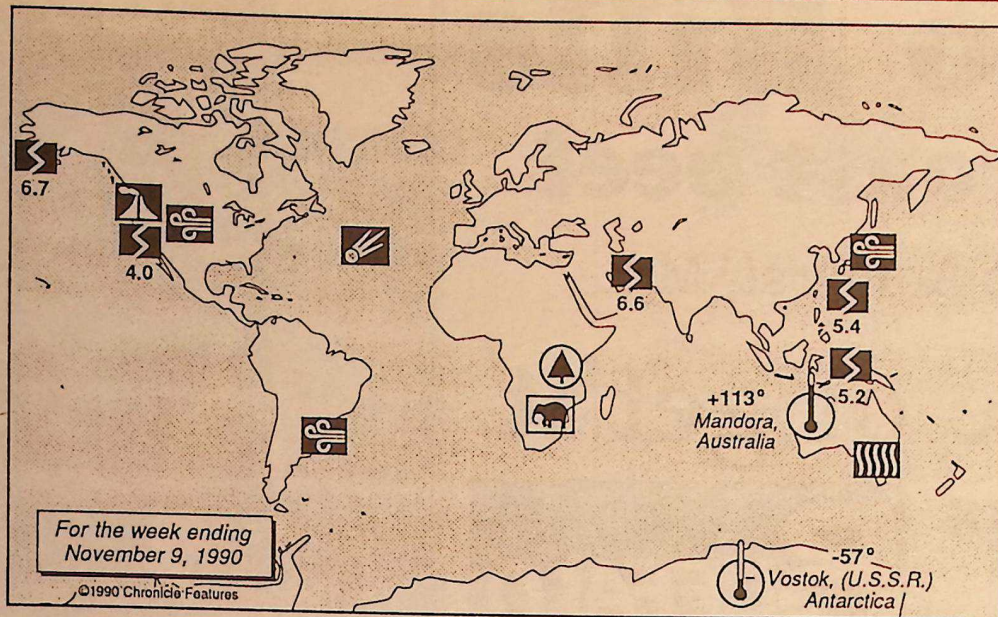 6.7
4.0
6.6
5.4
5.2
+113°
Mandora,
Australia
For the week ending
November 9, 1990
©1990 Chronicle Features
-57°
Vostok, (U.S.S.R.)
Antarctica